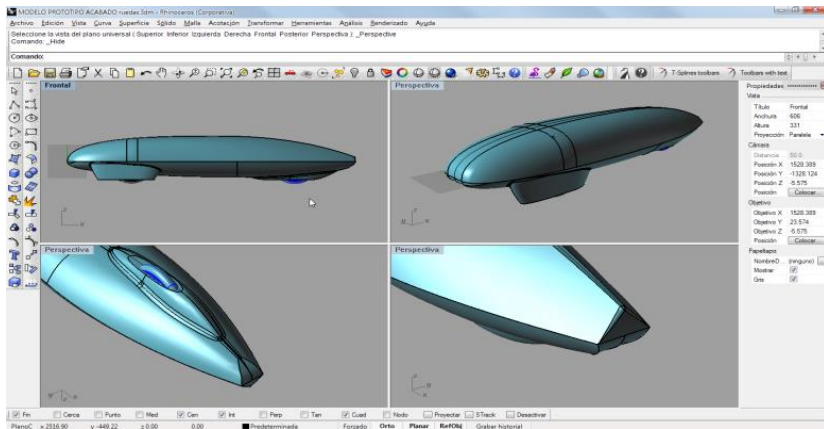 MODELO PROTOTIPO ACABADO ruedas.3dm - Rhinoceros (Corporativa)
Archivo Edición Vista Curva Superficie Sólido Malla Acotación Transformar Herramientas Análisis Renderizado Ayuda
Seleccione la vista del plano universal ( Superior Inferior Izquierda Derecha Frontal Posterior Perspectiva ): _Perspective
Comando: _Hide
Comando:
T-Splines toolbars Toolbars with text
Frontal
Perspectiva
Perspectiva
Perspectiva
Propiedades
Vista
Título Frontal
Anchura 606
Altura 331
Proyección Paralela
Cámara
Distancia 50.0
Posición X 1528.389
Posición Y -1328.124
Posición Z -5.575
Posición Colocar...
Objetivo
Objetivo X 1528.389
Objetivo Y 23.574
Objetivo Z -5.575
Posición Colocar...
Papeltapiz
NombreD... (ninguno)
Mostrar
Gris
Fin Cerca Punto Med Cen Int Perp Tan Cuad Nodo Proyectar STrack Desactivar
PlanoC x 2516.90 y -449.22 z 0.00 0.00 Predeterminada Forzado Orto Planar RefObj Grabar historial